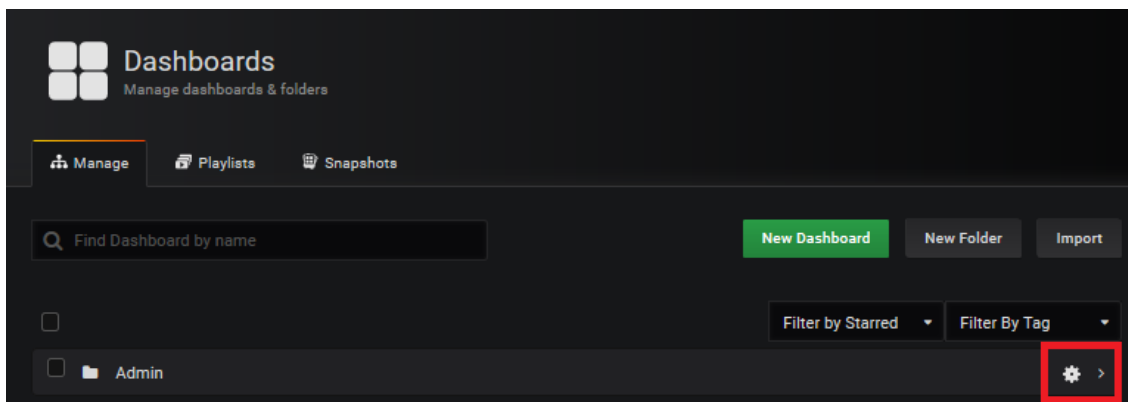 Dashboards
Manage dashboards & folders
Manage Playlists Snapshots
Find Dashboard by name New Dashboard New Folder Import
Filter by Starred Filter By Tag
Admin